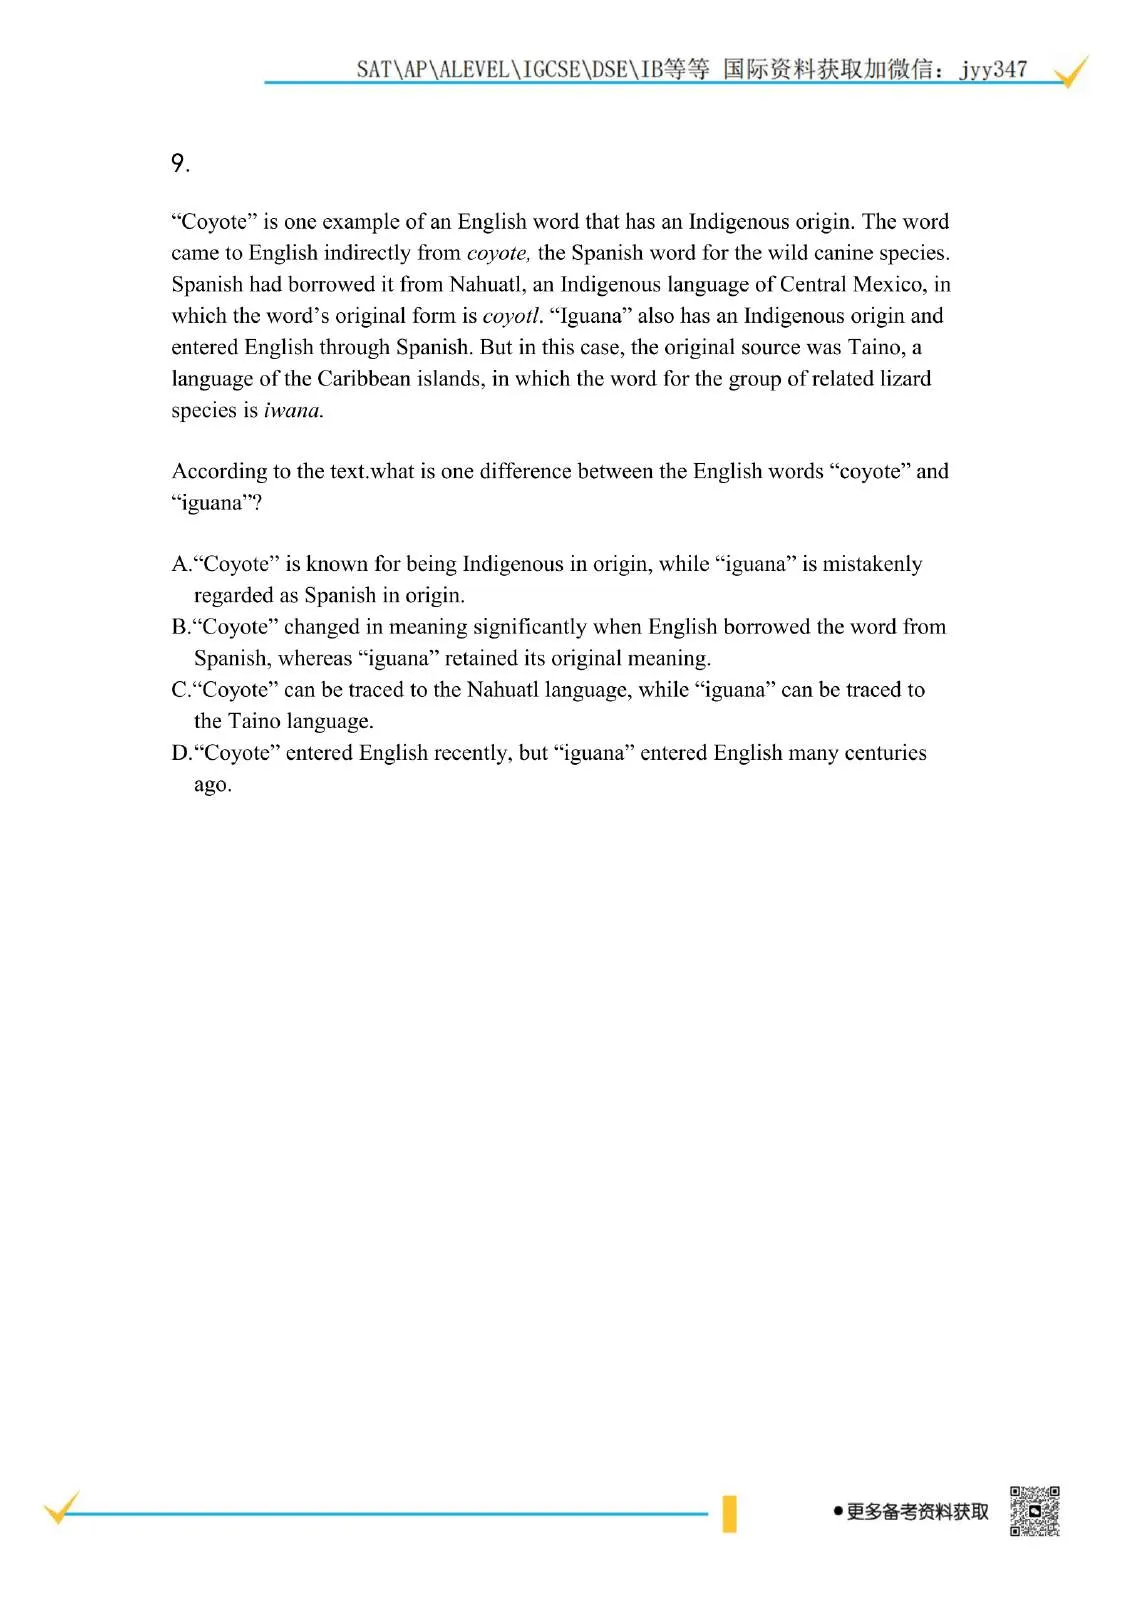 SAT\AP\ALEVEL\IGCSE\DSE\IB等等 国际资料获取加微信：jyy347
9.
“Coyote” is one example of an English word that has an Indigenous origin. The word
came to English indirectly from coyote, the Spanish word for the wild canine species.
Spanish had borrowed it from Nahuatl, an Indigenous language of Central Mexico, in
which the word’s original form is coyotl. “Iguana” also has an Indigenous origin and
entered English through Spanish. But in this case, the original source was Taino, a
language of the Caribbean islands, in which the word for the group of related lizard
species is iwana.
According to the text.what is one difference between the English words “coyote” and
“iguana”?
A.“Coyote” is known for being Indigenous in origin, while “iguana” is mistakenly
regarded as Spanish in origin.
B.“Coyote” changed in meaning significantly when English borrowed the word from
Spanish, whereas “iguana” retained its original meaning.
C.“Coyote” can be traced to the Nahuatl language, while “iguana” can be traced to
the Taino language.
D.“Coyote” entered English recently, but “iguana” entered English many centuries
ago.
●更多备考资料获取